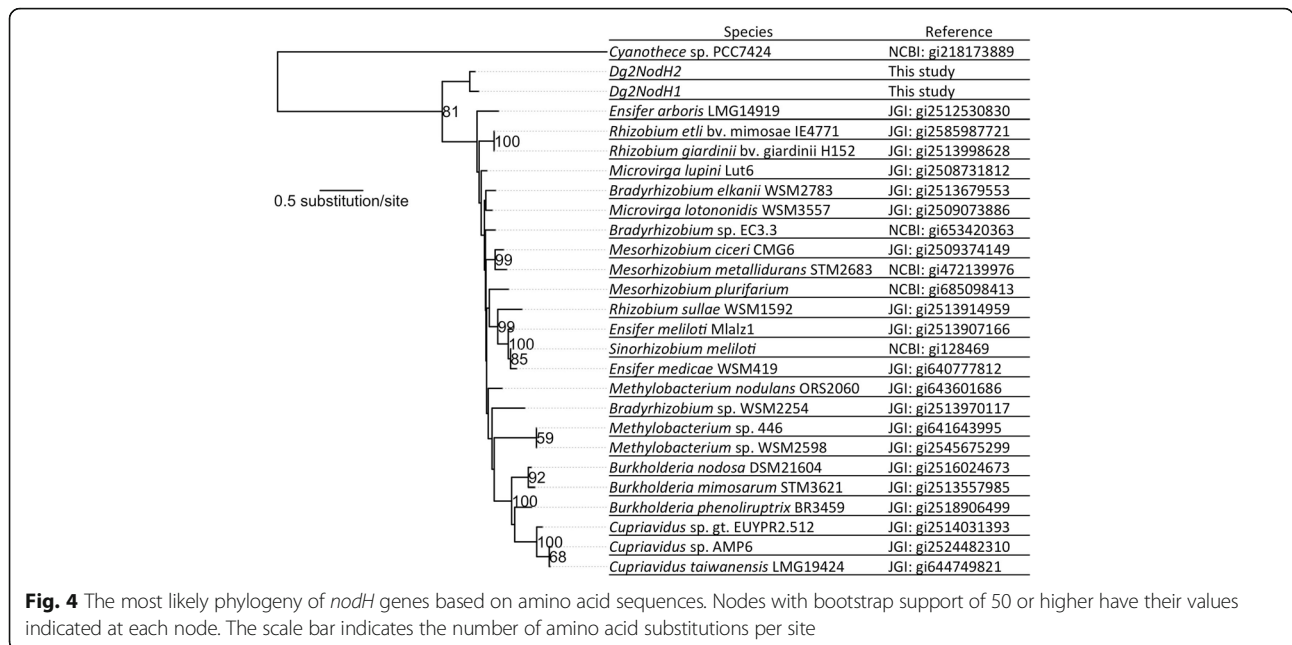 Species Reference
Cyanothece sp. PCC7424 NCBI: gi218173889
Dg2NodH2 This study
Dg2NodH1 This study
81
Ensifer arboris LMG14919 JGI: gi2512530830
Rhizobium etli bv. mimosae IE4771 JGI: gi2585987721
100
Rhizobium giardinii bv. giardinii H152 JGI: gi2513998628
Microvirga lupini Lut6 JGI: gi2508731812
Bradyrhizobium elkanii WSM2783 JGI: gi2513679553
0.5 substitution/site
Microvirga lotononidis WSM3557 JGI: gi2509073886
Bradyrhizobium sp. EC3.3 NCBI: gi653420363
Mesorhizobium ciceri CMG6 JGI: gi2509374149
99
Mesorhizobium metallidurans STM2683 NCBI: gi472139976
Mesorhizobium plurifarium NCBI: gi685098413
Rhizobium sullae WSM1592 JGI: gi2513914959
99
Ensifer meliloti Mlalz1 JGI: gi2513907166
100
Sinorhizobium meliloti NCBI: gi128469
85
Ensifer medicae WSM419 JGI: gi640777812
Methylobacterium nodulans ORS2060 JGI: gi643601686
Bradyrhizobium sp. WSM2254 JGI: gi2513970117
Methylobacterium sp. 446 JGI: gi641643995
59
Methylobacterium sp. WSM2598 JGI: gi2545675299
Burkholderia nodosa DSM21604 JGI: gi2516024673
92
Burkholderia mimosarum STM3621 JGI: gi2513557985
100
Burkholderia phenoliruptrix BR3459 JGI: gi2518906499
Cupriavidus sp. gt. EUYPR2.512 JGI: gi2514031393
100
Cupriavidus sp. AMP6 JGI: gi2524482310
68
Cupriavidus taiwanensis LMG19424 JGI: gi644749821
Fig. 4 The most likely phylogeny of nodH genes based on amino acid sequences. Nodes with bootstrap support of 50 or higher have their values
indicated at each node. The scale bar indicates the number of amino acid substitutions per site